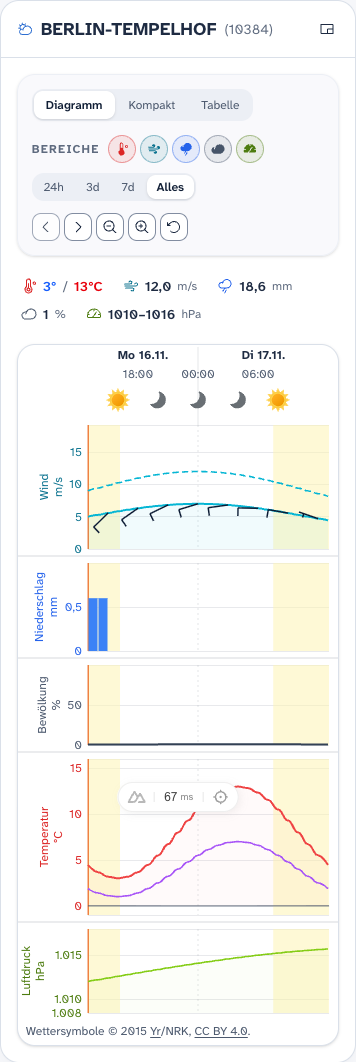 BERLIN-TEMPELHOF (10384)
Diagramm Kompakt Tabelle
BEREICHE
24h 3d 7d Alles
3° / 13°C 12,0 m/s 18,6 mm
1 % 1010–1016 hPa
Mo 16.11. Di 17.11.
18:00 00:00 06:00
Wind
m/s
15
10
5
0
Niederschlag
mm
0,5
0
Bewölkung
%
50
0
Temperatur
°C
15
10
5
0
67 ms
Luftdruck
hPa
1.015
1.010
1.008
Wettersymbole © 2015 Yr/NRK, CC BY 4.0.